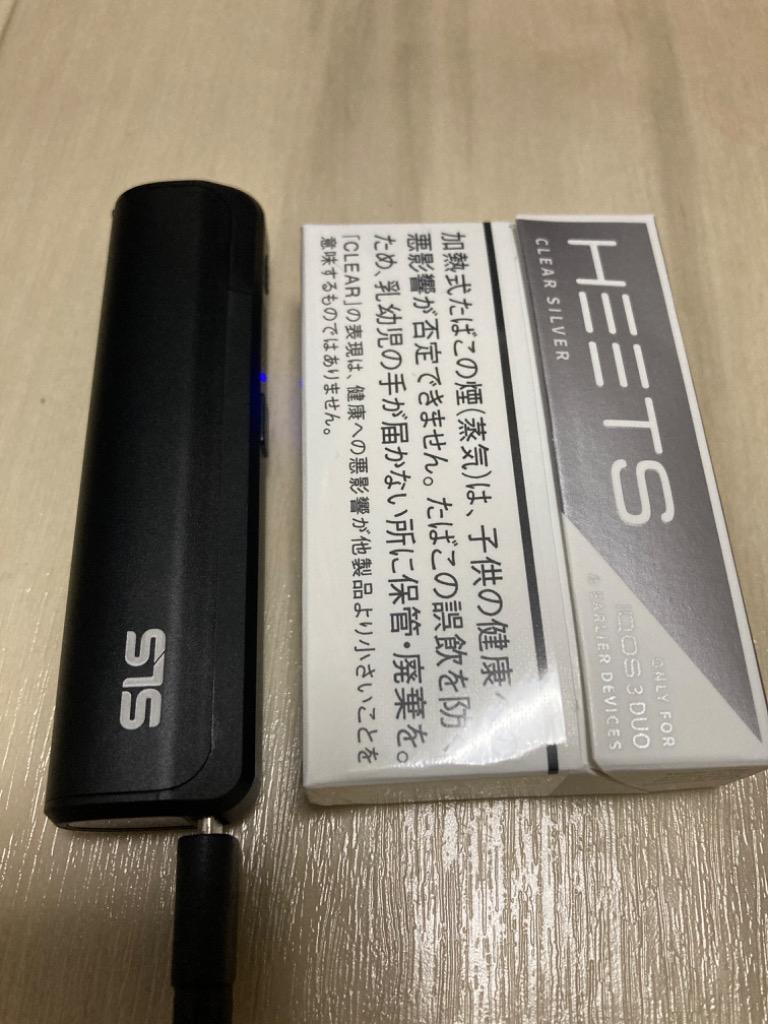 HEETS
CLEAR SILVER
ONLY FOR
IQOS 3 DUO
& EARLIER DEVICES
加熱式たばこの煙(蒸気)は、子供の健康への
悪影響が否定できません。たばこの誤飲を防ぐ
ため、乳幼児の手が届かない所に保管・廃棄を。
「CLEAR」の表現は、健康への悪影響が他製品より小さいことを
意味するものではありません。